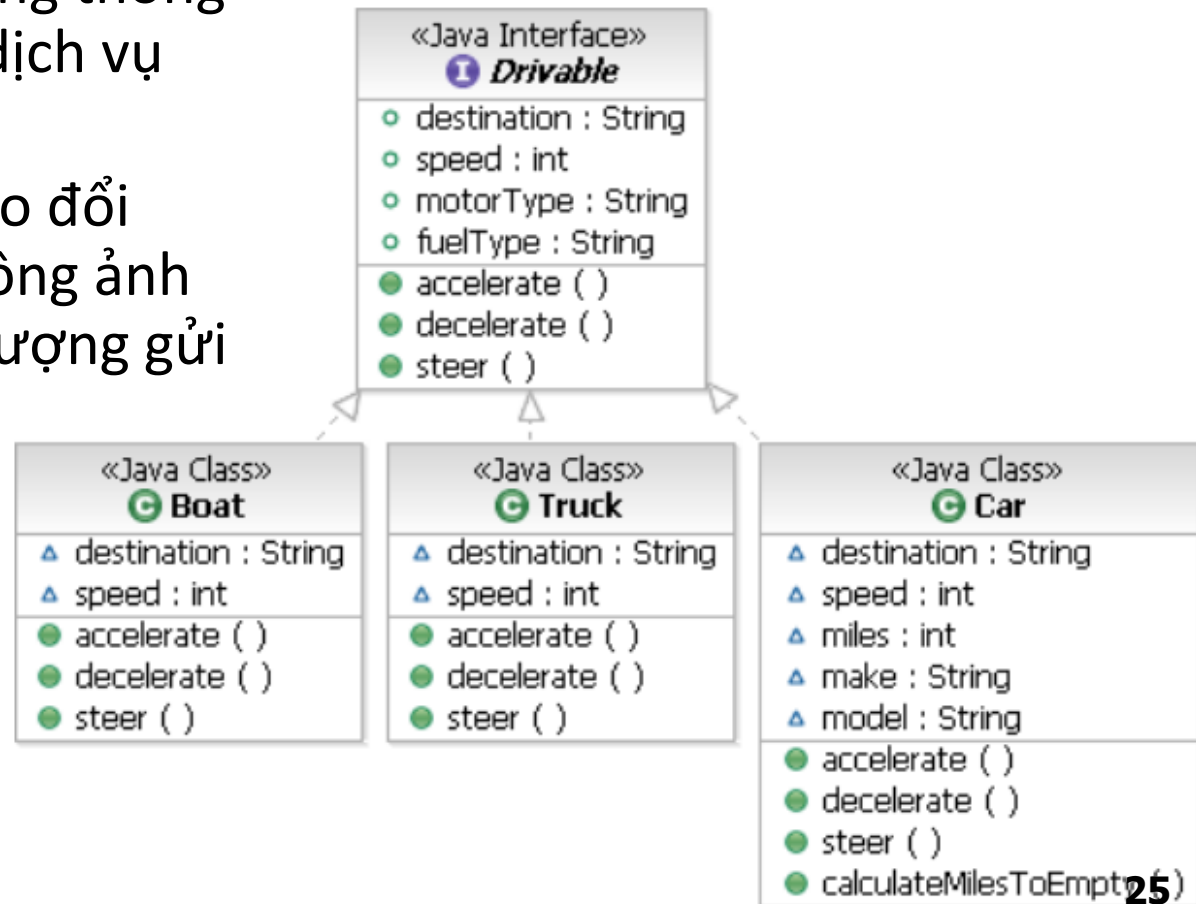 dịch vụ
o đổi
ảnh
gửi
«Java Interface»
I Drivable
destination : String
speed : int
motorType : String
fuelType : String
accelerate ( )
decelerate ( )
steer ( )
«Java Class»
C Boat
destination : String
speed : int
accelerate ( )
decelerate ( )
steer ( )
«Java Class»
C Truck
destination : String
speed : int
accelerate ( )
decelerate ( )
steer ( )
«Java Class»
C Car
destination : String
speed : int
miles : int
make : String
model : String
accelerate ( )
decelerate ( )
steer ( )
calculateMilesToEmpty ( )
25